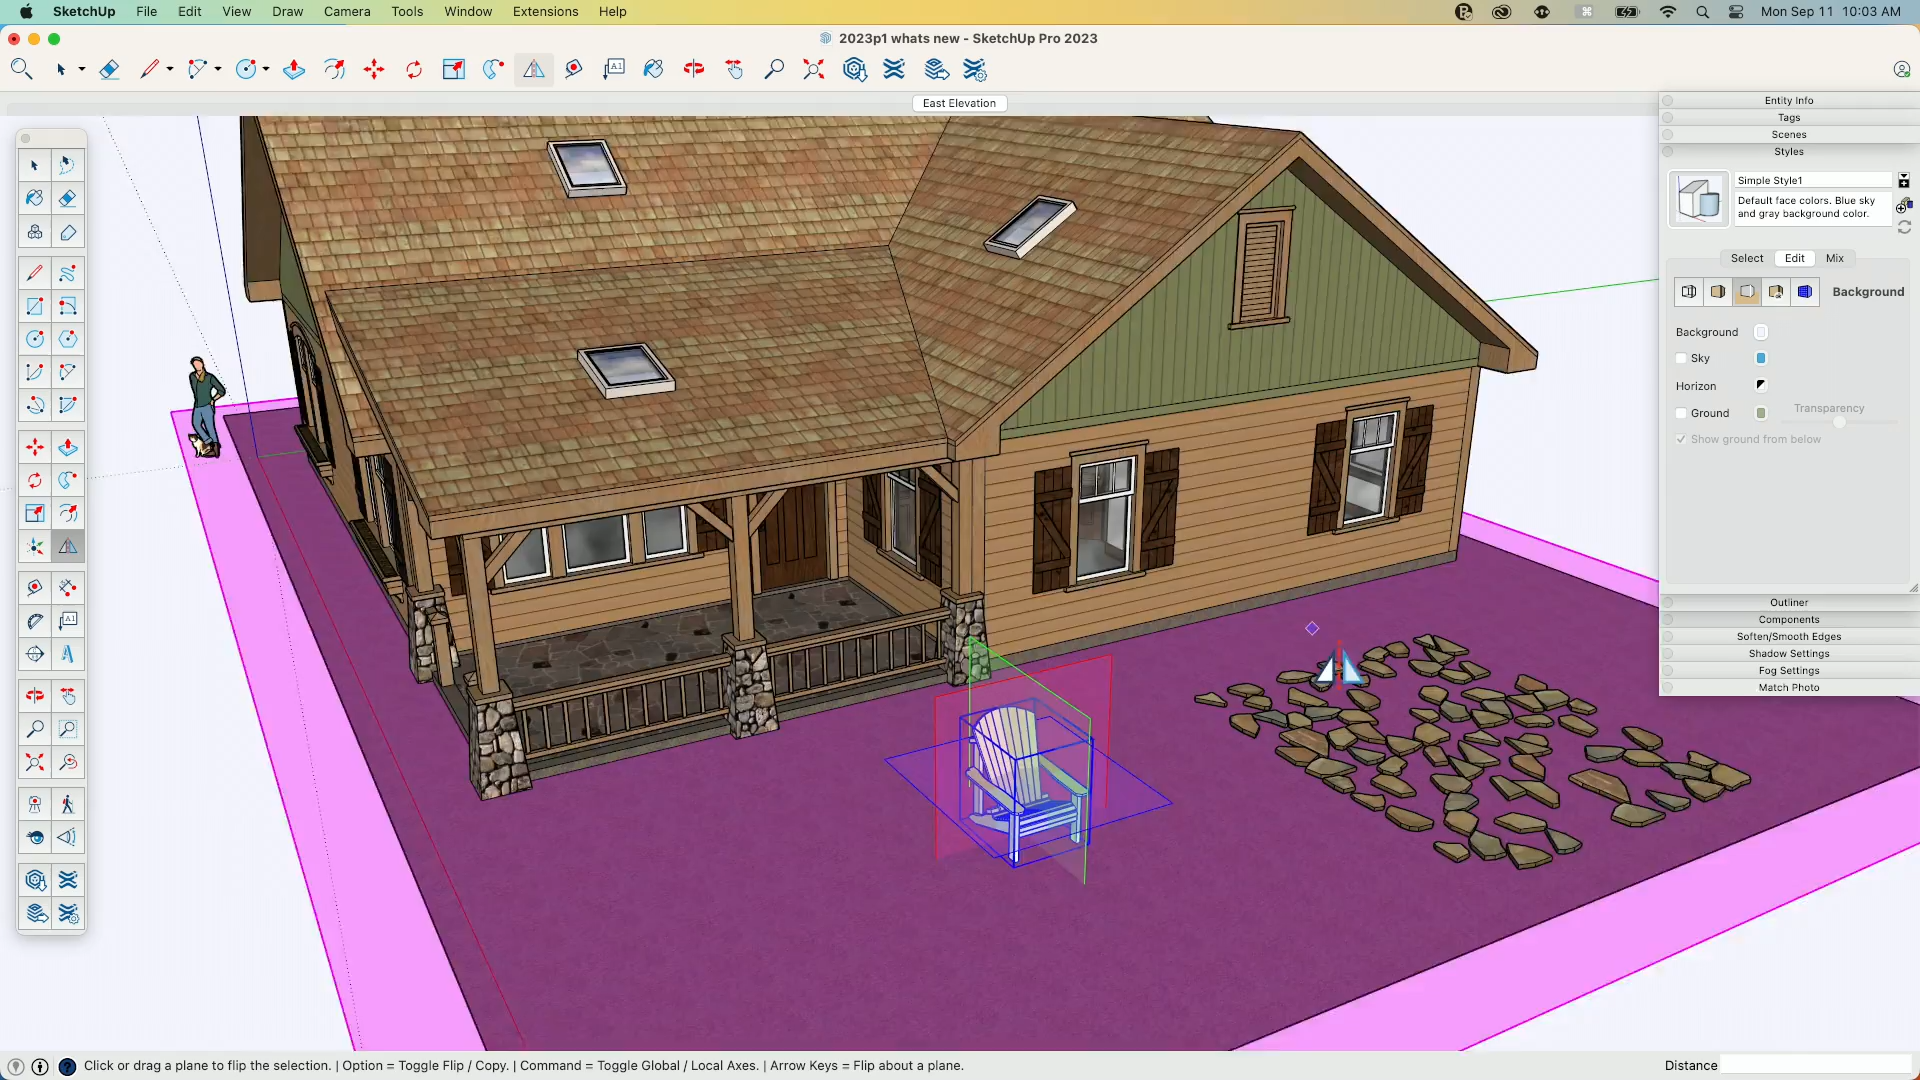 SketchUp File Edit View Draw Camera Tools Window Extensions Help Mon Sep 11 10:03 AM
2023p1 whats new - SketchUp Pro 2023
A1
East Elevation
Entity Info
Tags
Scenes
Styles
Simple Style1
Default face colors. Blue sky
and gray background color.
Select Edit Mix
Background
Background
Sky
Horizon
Ground Transparency
Show ground from below
Outliner
Components
Soften/Smooth Edges
Shadow Settings
Fog Settings
Match Photo
A1
Click or drag a plane to flip the selection. | Option = Toggle Flip / Copy. | Command = Toggle Global / Local Axes. | Arrow Keys = Flip about a plane. Distance